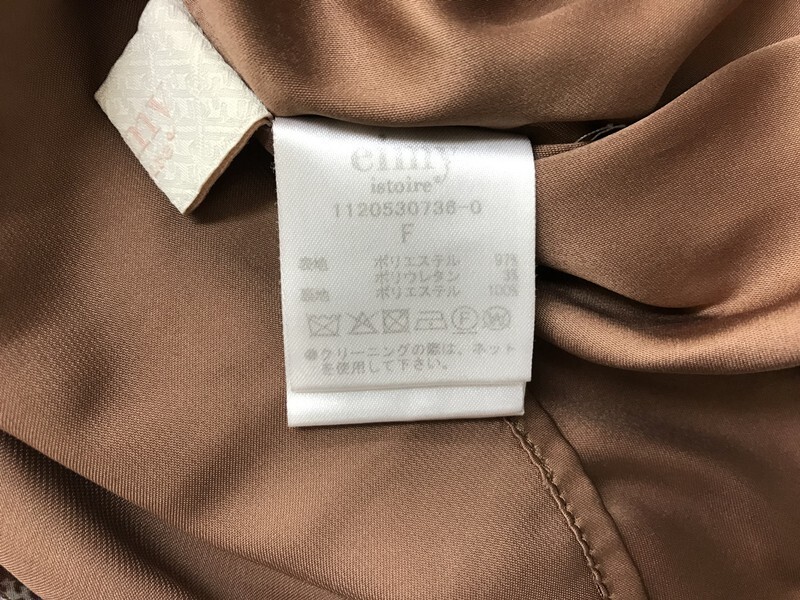 my
eimy
istoire®
1120530736-0
F
表地 ポリエステル 97%
ポリウレタン 3%
裏地 ポリエステル 100%
F W
●クリーニングの際は、ネット
を使用して下さい。